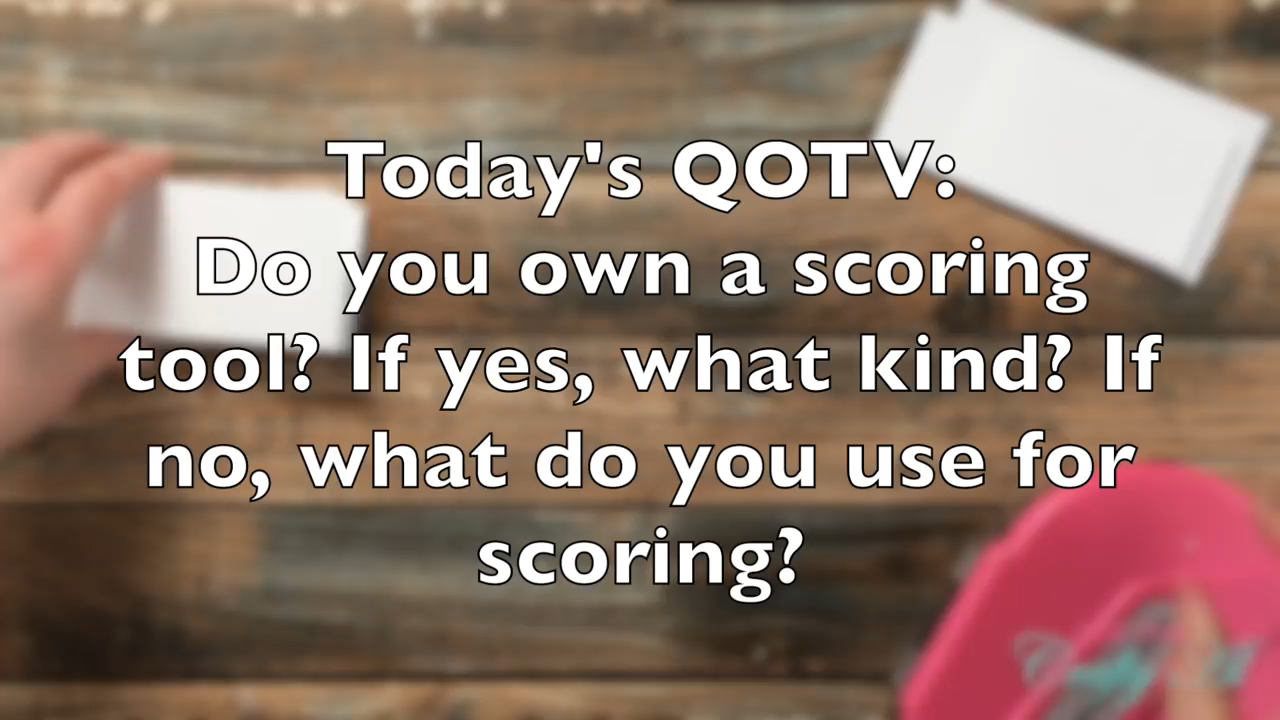 Today's QOTV:
Do you own a scoring
tool? If yes, what kind? If
no, what do you use for
scoring?